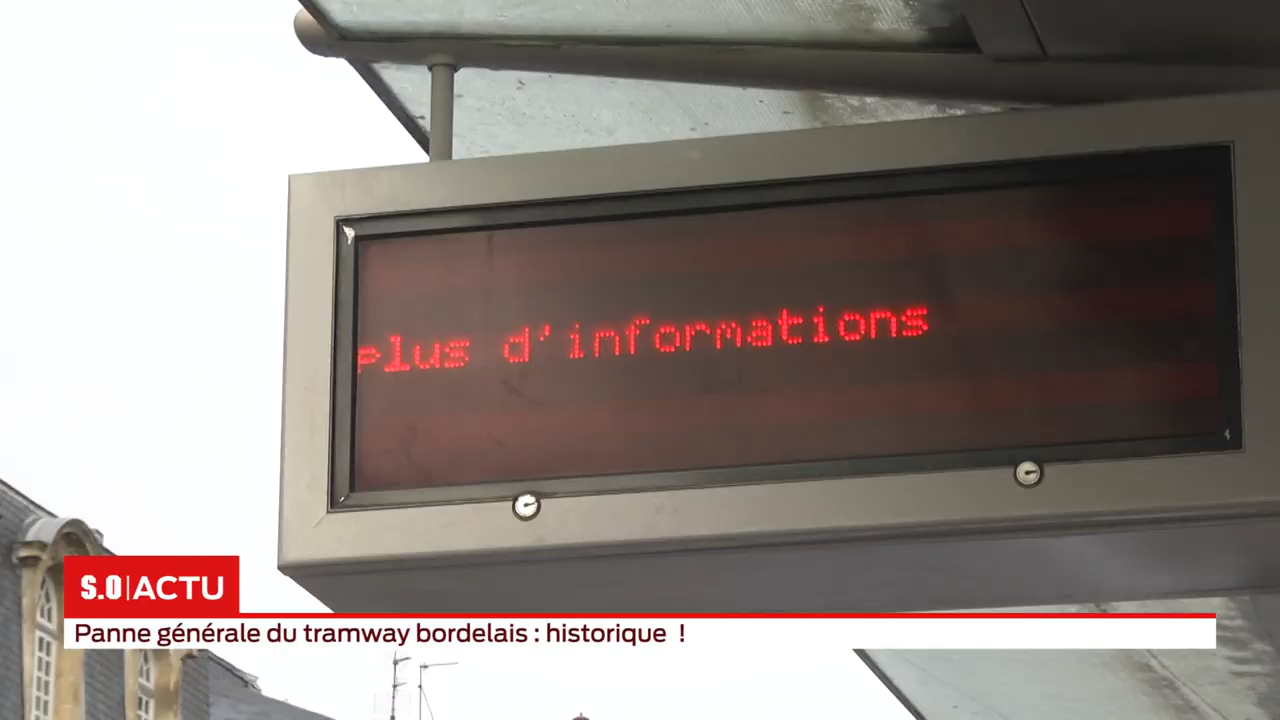 plus d'informations
S.O|ACTU
Panne générale du tramway bordelais : historique !